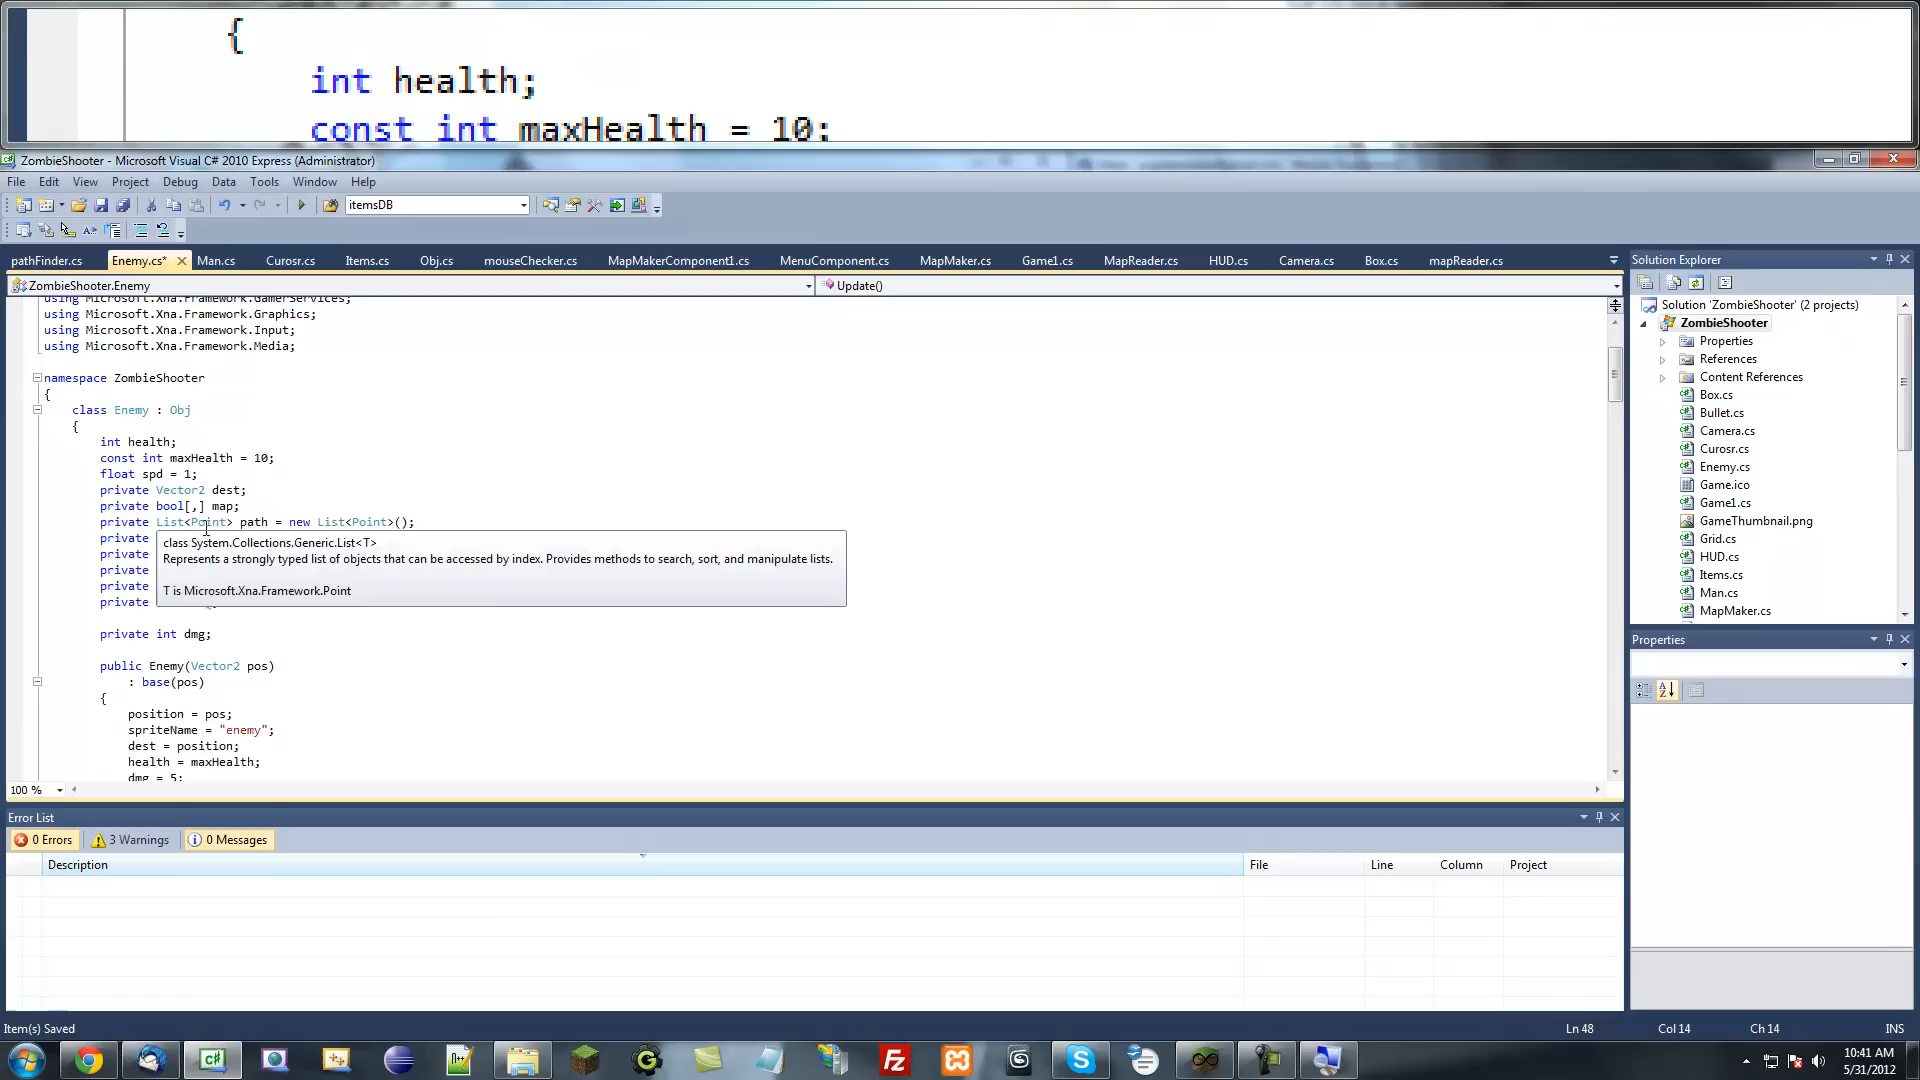 {
int health;
const int maxHealth = 10;
ZombieShooter - Microsoft Visual C# 2010 Express (Administrator)
File Edit View Project Debug Data Tools Window Help
itemsDB
pathFinder.cs Enemy.cs* Man.cs Curosr.cs Items.cs Obj.cs mouseChecker.cs MapMakerComponent1.cs MenuComponent.cs MapMaker.cs Game1.cs MapReader.cs HUD.cs Camera.cs Box.cs mapReader.cs
ZombieShooter.Enemy Update()
using Microsoft.Xna.Framework.GamerServices;
using Microsoft.Xna.Framework.Graphics;
using Microsoft.Xna.Framework.Input;
using Microsoft.Xna.Framework.Media;
namespace ZombieShooter
{
class Enemy : Obj
{
int health;
const int maxHealth = 10;
float spd = 1;
private Vector2 dest;
private bool[,] map;
private List<Point> path = new List<Point>();
private
private
private
private
private
class System.Collections.Generic.List<T>
Represents a strongly typed list of objects that can be accessed by index. Provides methods to search, sort, and manipulate lists.
T is Microsoft.Xna.Framework.Point
private int dmg;
public Enemy(Vector2 pos)
: base(pos)
{
position = pos;
spriteName = "enemy";
dest = position;
health = maxHealth;
dmg = 5;
100 %
Solution Explorer
Solution 'ZombieShooter' (2 projects)
ZombieShooter
Properties
References
Content References
Box.cs
Bullet.cs
Camera.cs
Curosr.cs
Enemy.cs
Game.ico
Game1.cs
GameThumbnail.png
Grid.cs
HUD.cs
Items.cs
Man.cs
MapMaker.cs
Properties
Error List
0 Errors 3 Warnings 0 Messages
Description File Line Column Project
Item(s) Saved Ln 48 Col 14 Ch 14 INS
10:41 AM
5/31/2012